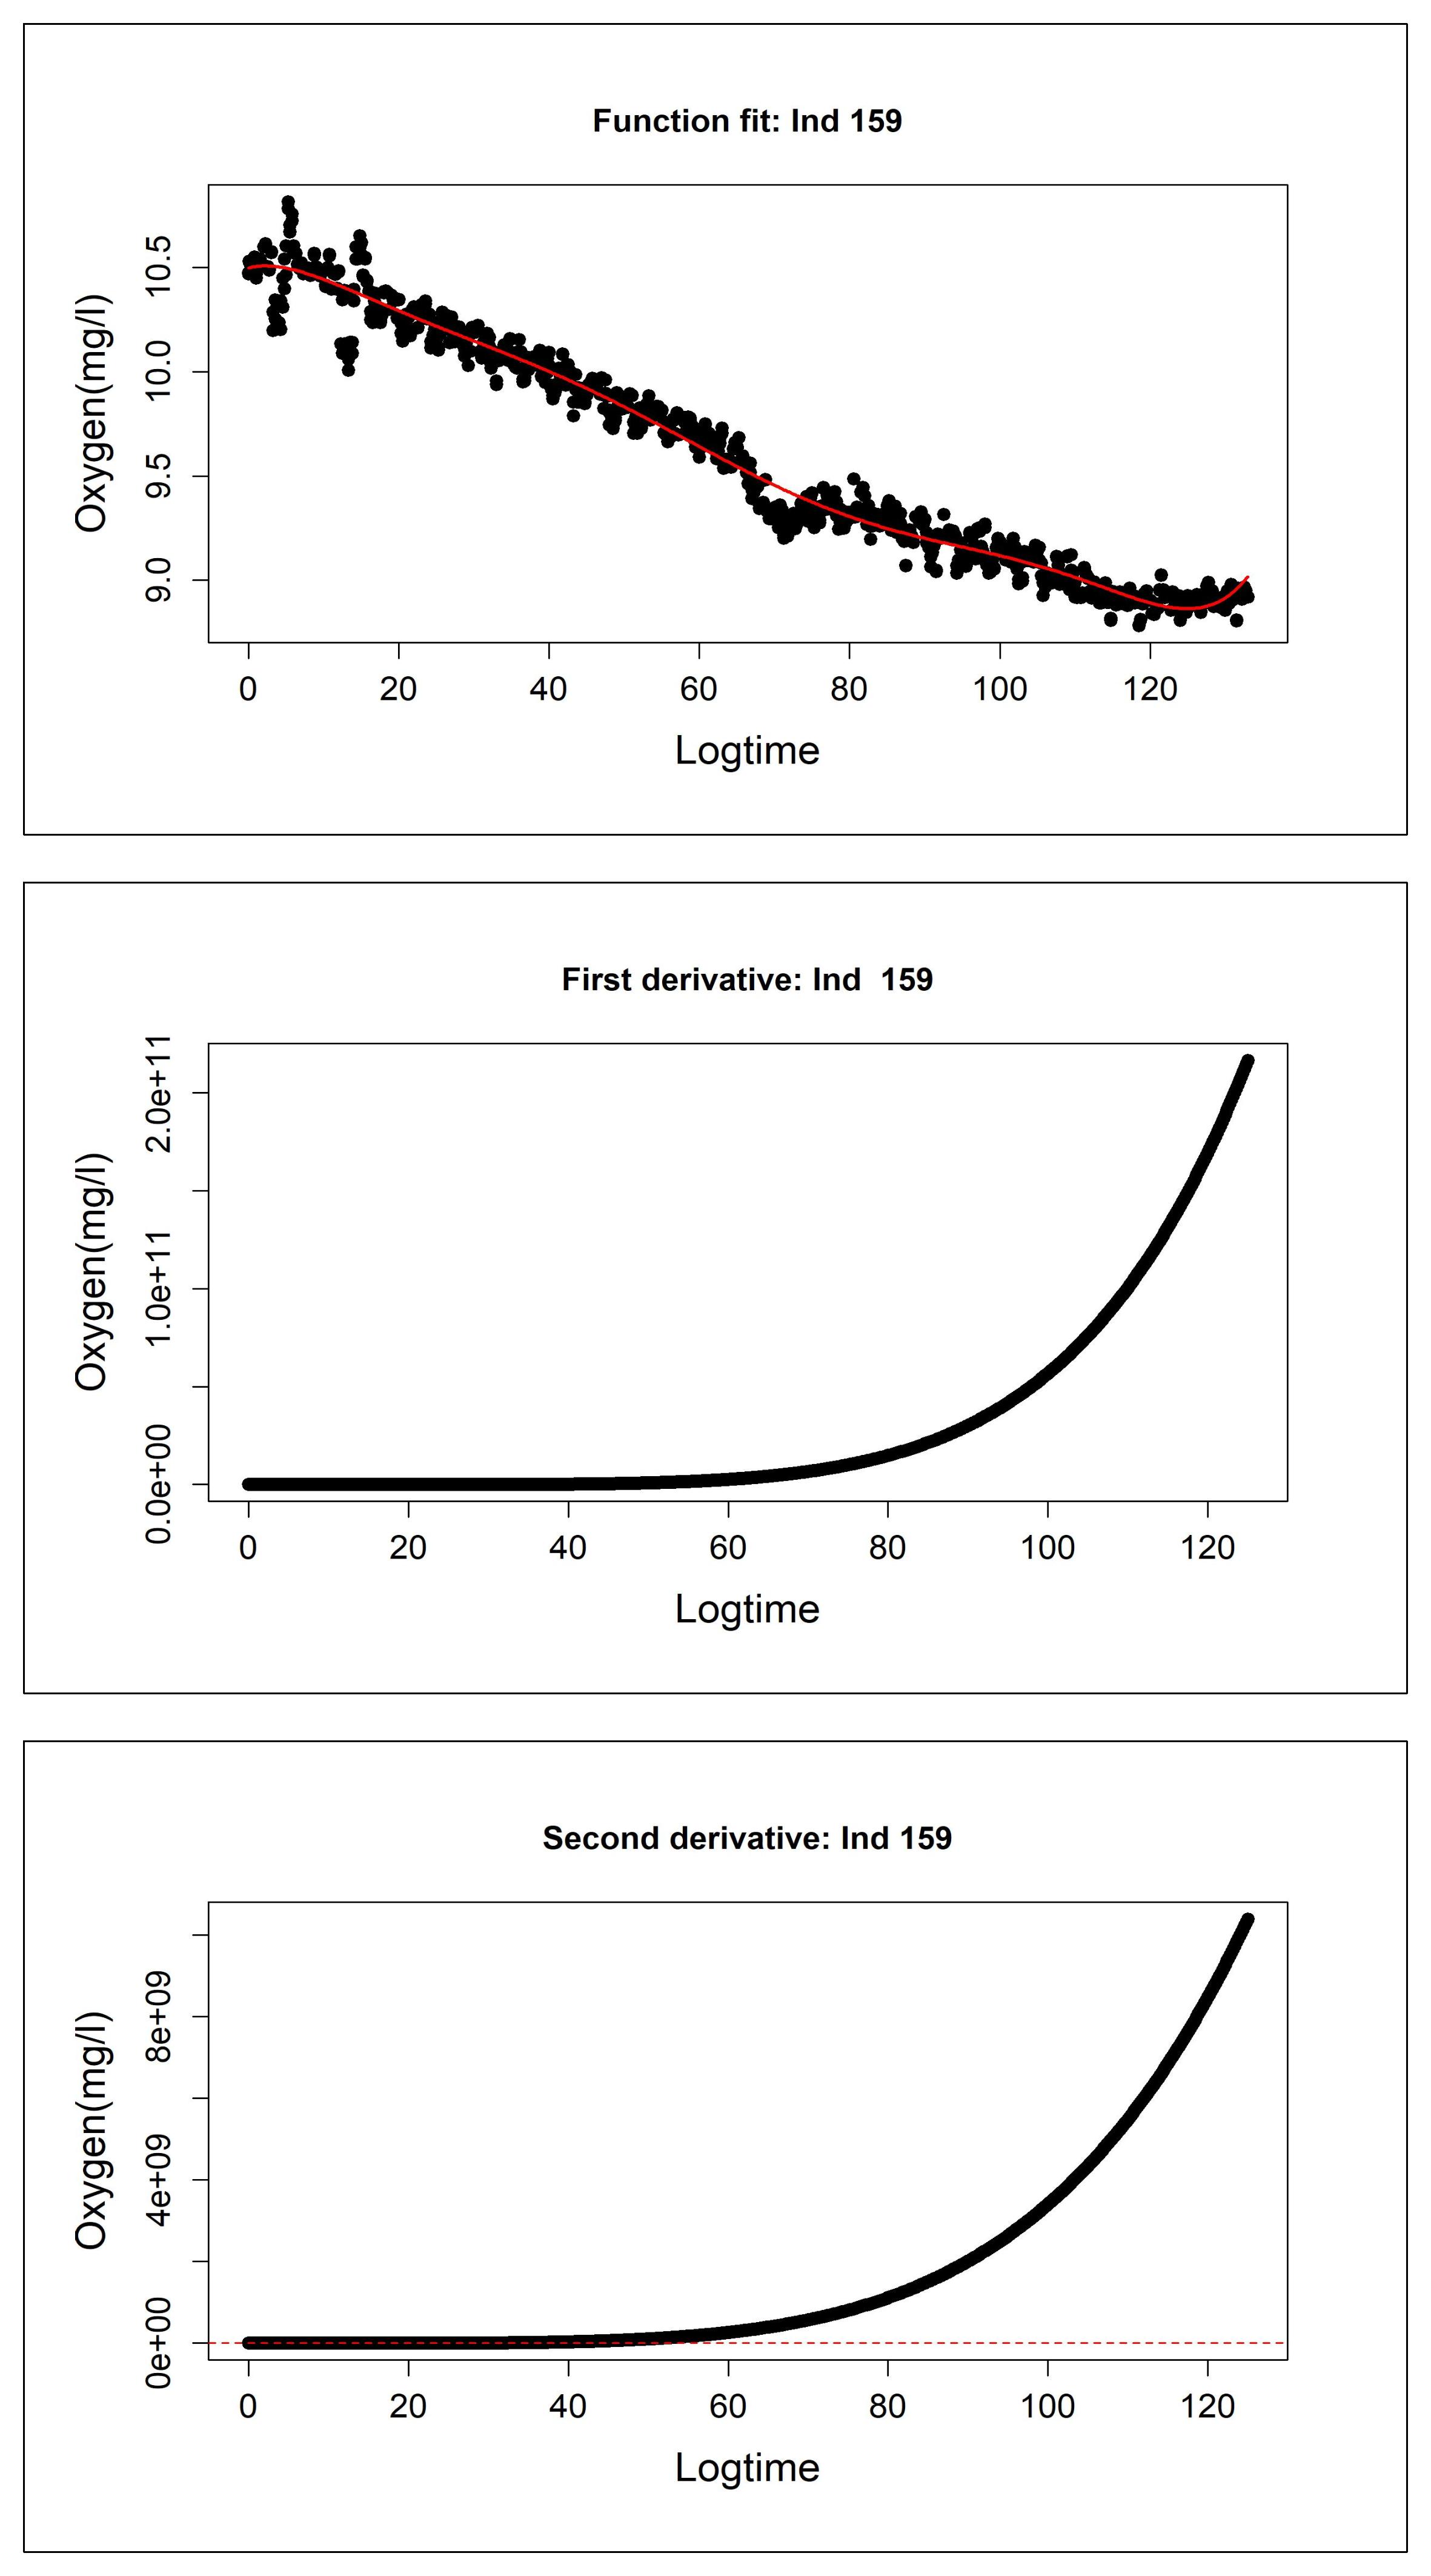 Function fit: Ind 159
Oxygen(mg/l)
10.5
10.0
9.5
9.0
0 20 40 60 80 100 120
Logtime
First derivative: Ind  159
Oxygen(mg/l)
2.0e+11
1.0e+11
0.0e+00
0 20 40 60 80 100 120
Logtime
Second derivative: Ind 159
Oxygen(mg/l)
8e+09
4e+09
0e+00
0 20 40 60 80 100 120
Logtime